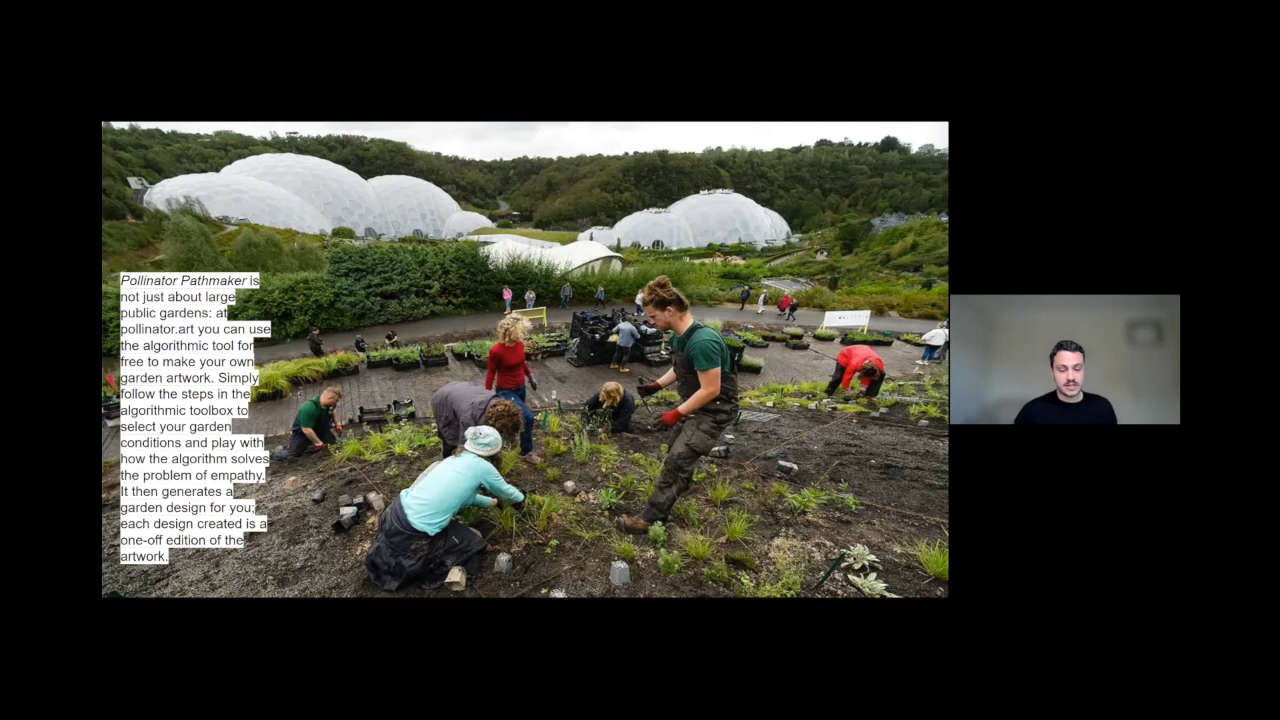 Pollinator Pathmaker is
not just about large
public gardens: at
pollinator.art you can use
the algorithmic tool for
free to make your own
garden artwork. Simply
follow the steps in the
algorithmic toolbox to
select your garden
conditions and play with
how the algorithm solves
the problem of empathy.
It then generates a
garden design for you;
each design created is a
one-off edition of the
artwork.